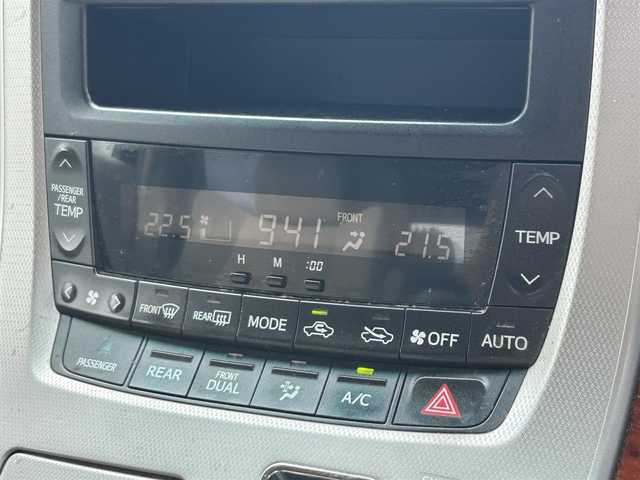 PASSENGER
/REAR
TEMP
22.5 9:41 FRONT 21.5
TEMP
H M :00
FRONT REAR MODE OFF AUTO
PASSENGER REAR FRONT DUAL A/C